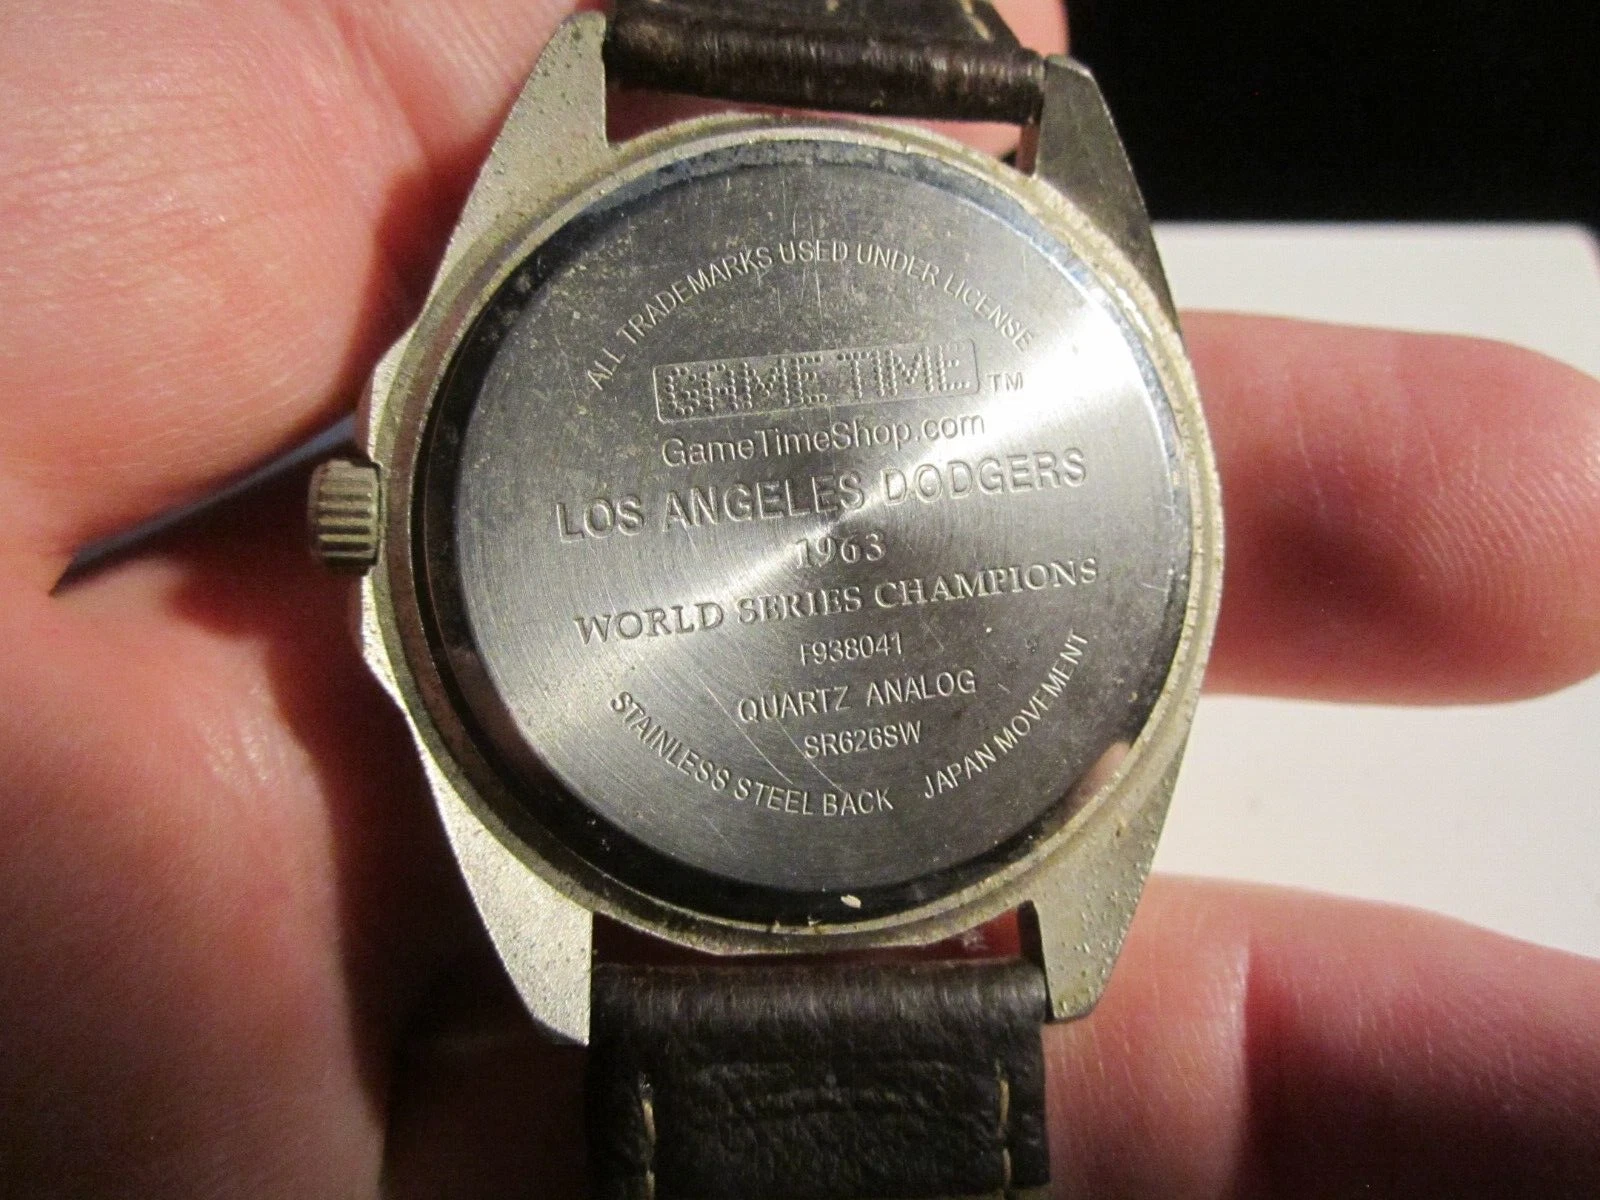 ALL TRADEMARKS USED UNDER LICENSE
GAME TIME TM
GameTimeShop.com
LOS ANGELES DODGERS
1963
WORLD SERIES CHAMPIONS
F938041
QUARTZ ANALOG
SR626SW
STAINLESS STEEL BACK JAPAN MOVEMENT